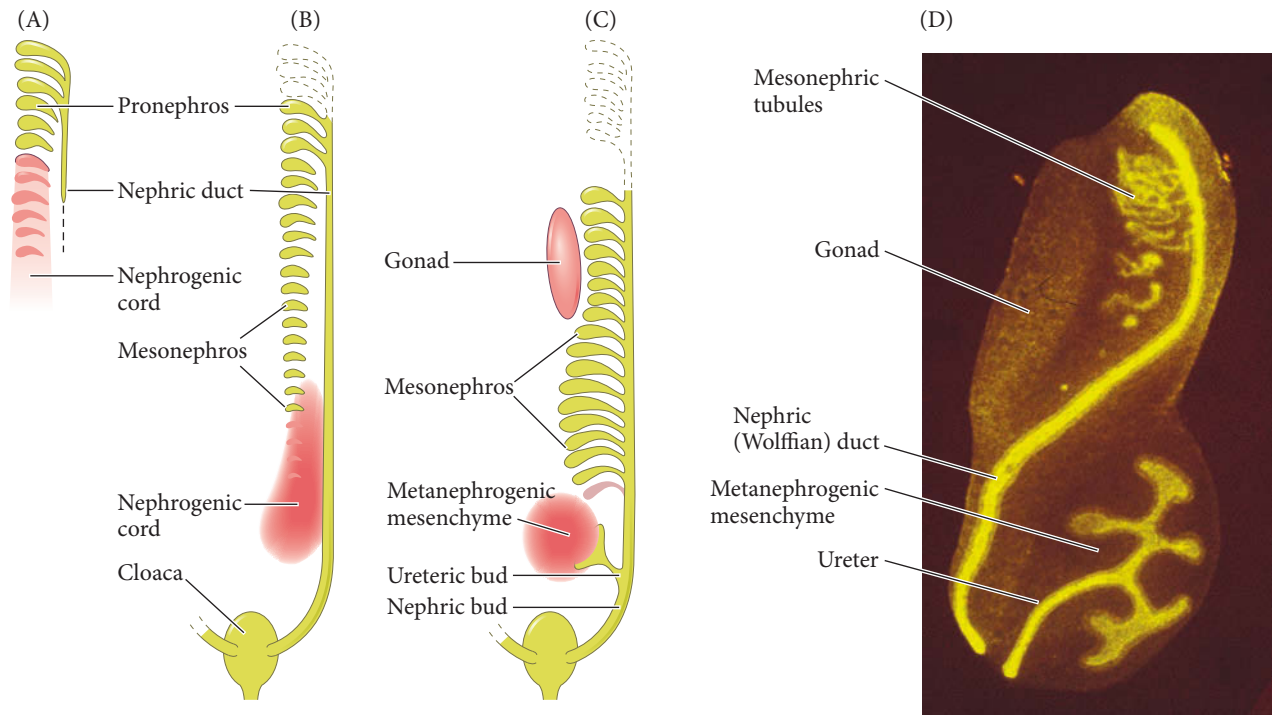 (A)
(B)
(C)
(D)
Pronephros
Nephric duct
Nephrogenic
cord
Mesonephros
Nephrogenic
cord
Cloaca
Gonad
Mesonephros
Metanephrogenic
mesenchyme
Ureteric bud
Nephric bud
Mesonephric
tubules
Gonad
Nephric
(Wolffian) duct
Metanephrogenic
mesenchyme
Ureter